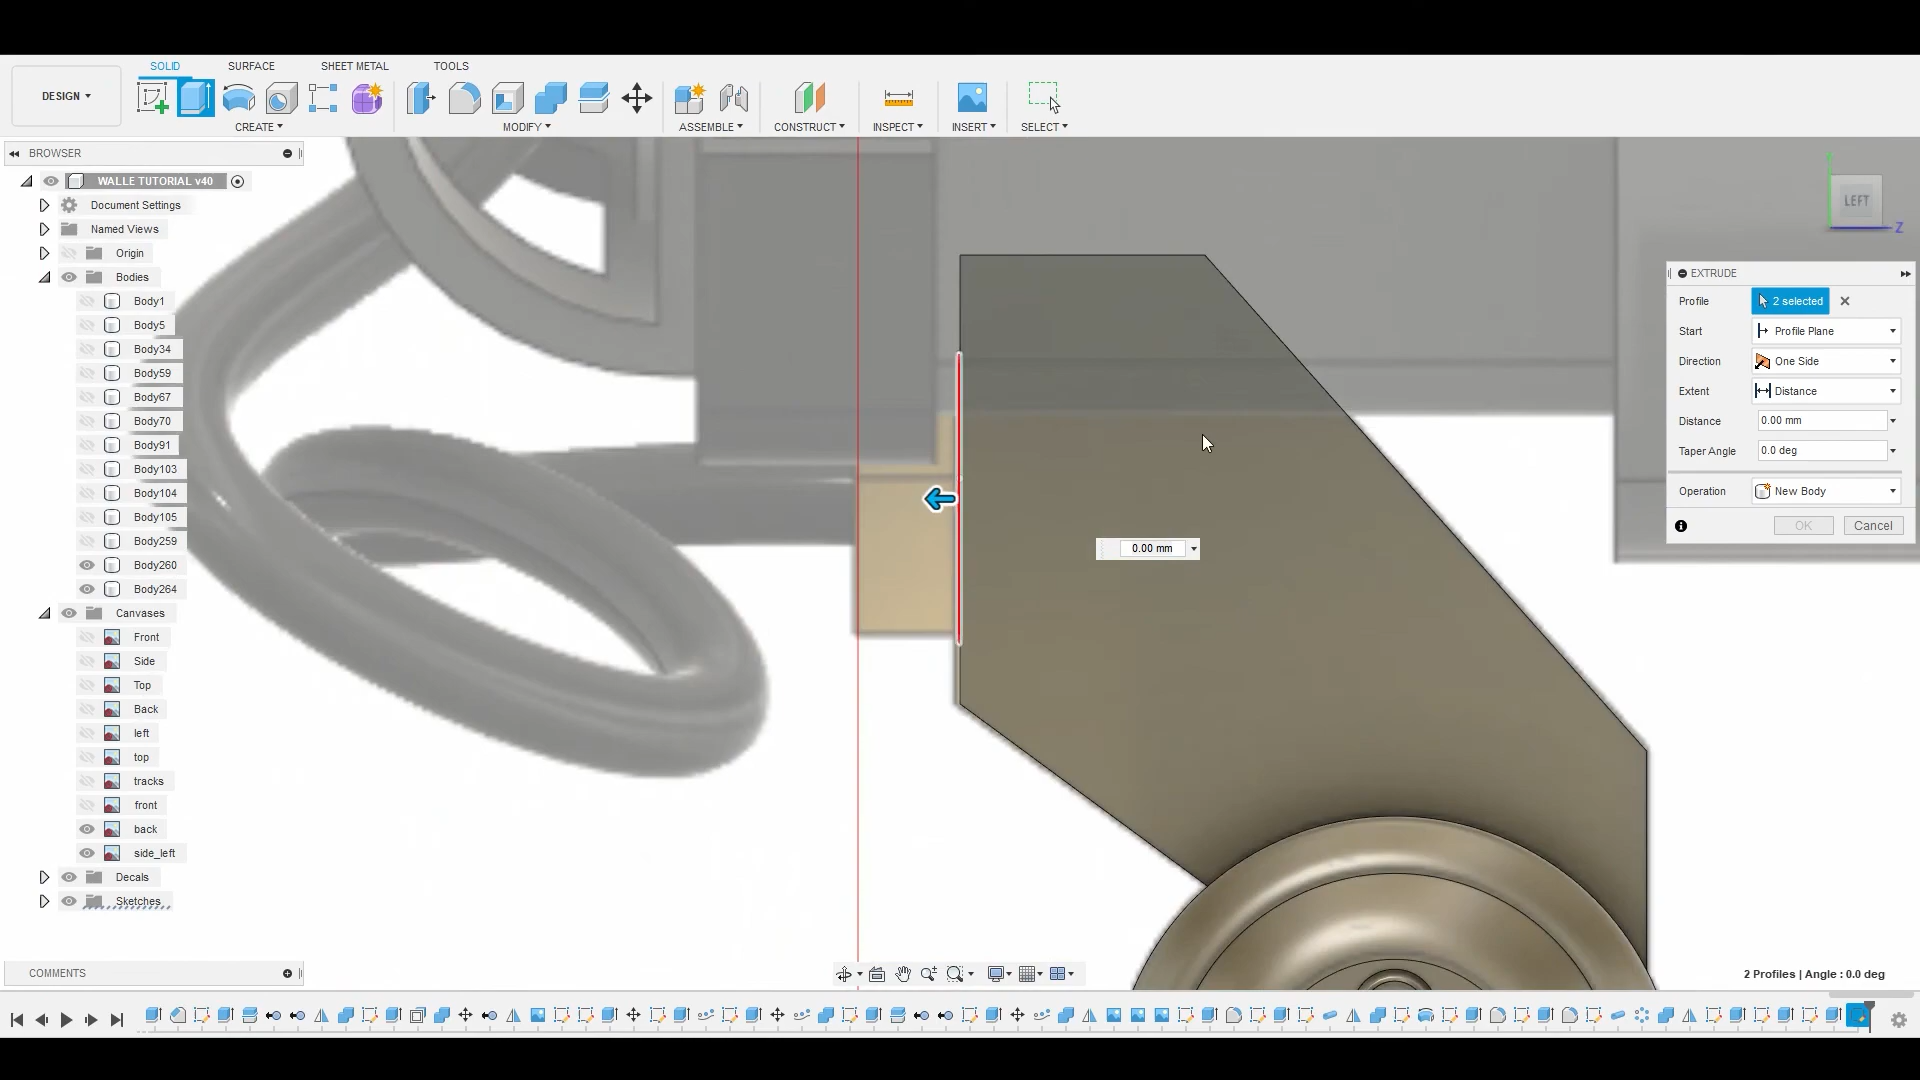 SOLID SURFACE SHEET METAL TOOLS
DESIGN
CREATE MODIFY ASSEMBLE CONSTRUCT INSPECT INSERT SELECT
BROWSER
WALLE TUTORIAL v40
Document Settings
Named Views
Origin
Bodies
Body1
Body5
Body34
Body59
Body67
Body70
Body91
Body103
Body104
Body105
Body259
Body260
Body264
Canvases
Front
Side
Top
Back
left
top
tracks
front
back
side_left
Decals
Sketches
COMMENTS
0.00 mm
LEFT
Z
EXTRUDE
Profile 2 selected
Start Profile Plane
Direction One Side
Extent Distance
Distance 0.00 mm
Taper Angle 0.0 deg
Operation New Body
OK Cancel
2 Profiles | Angle : 0.0 deg